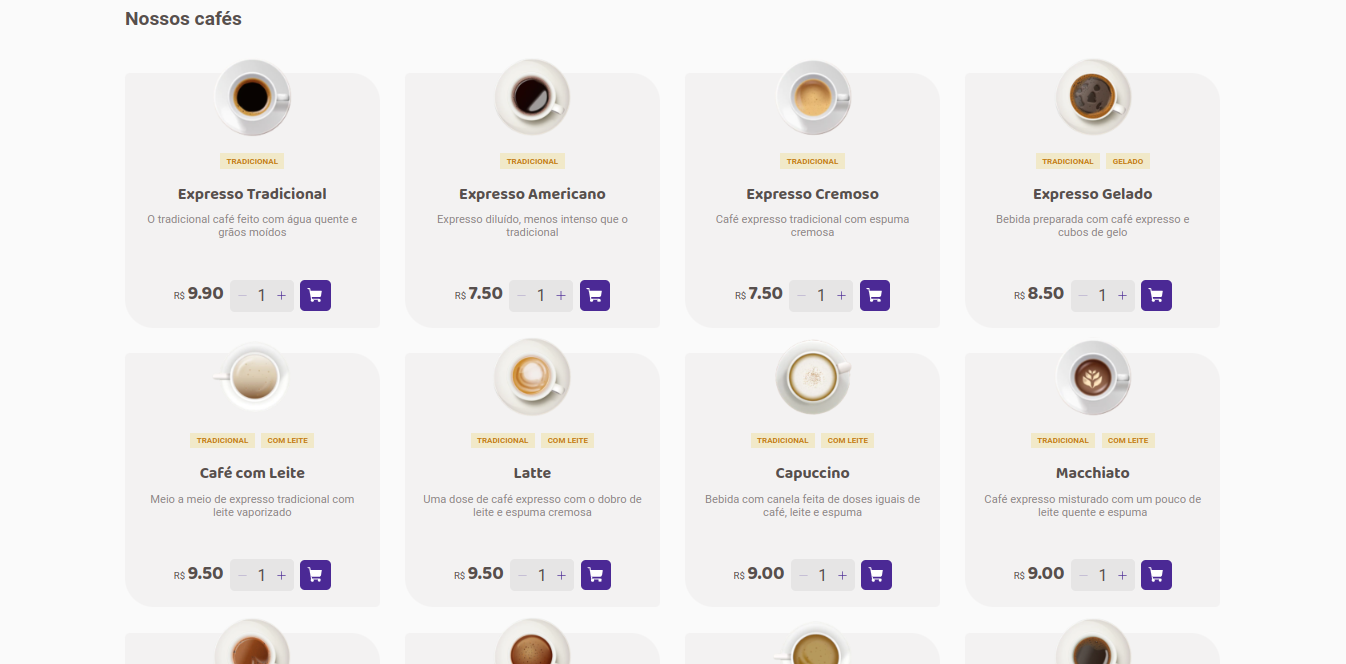 Nossos cafés
TRADICIONAL
Expresso Tradicional
O tradicional café feito com água quente e
grãos moídos
R$ 9.90 − 1 +
TRADICIONAL
Expresso Americano
Expresso diluído, menos intenso que o
tradicional
R$ 7.50 − 1 +
TRADICIONAL
Expresso Cremoso
Café expresso tradicional com espuma
cremosa
R$ 7.50 − 1 +
TRADICIONAL GELADO
Expresso Gelado
Bebida preparada com café expresso e
cubos de gelo
R$ 8.50 − 1 +
TRADICIONAL COM LEITE
Café com Leite
Meio a meio de expresso tradicional com
leite vaporizado
R$ 9.50 − 1 +
TRADICIONAL COM LEITE
Latte
Uma dose de café expresso com o dobro de
leite e espuma cremosa
R$ 9.50 − 1 +
TRADICIONAL COM LEITE
Capuccino
Bebida com canela feita de doses iguais de
café, leite e espuma
R$ 9.00 − 1 +
TRADICIONAL COM LEITE
Macchiato
Café expresso misturado com um pouco de
leite quente e espuma
R$ 9.00 − 1 +